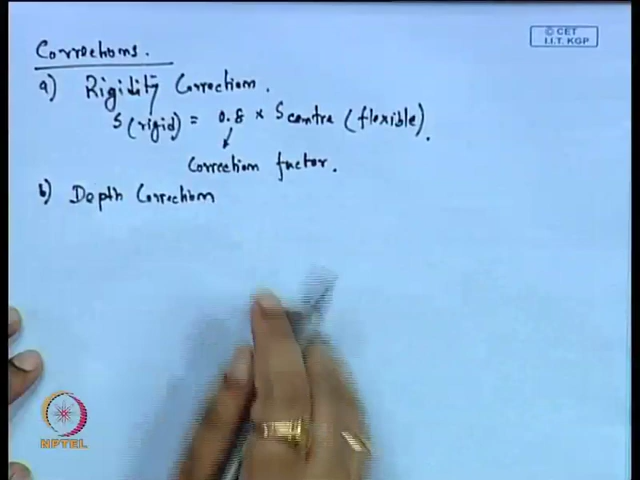 © CET
I.I.T. KGP
Corrections.
a) Rigidity Correction.
S(rigid) = 0.8 × S centre (flexible).
Correction factor.
b) Depth Correction
NPTEL